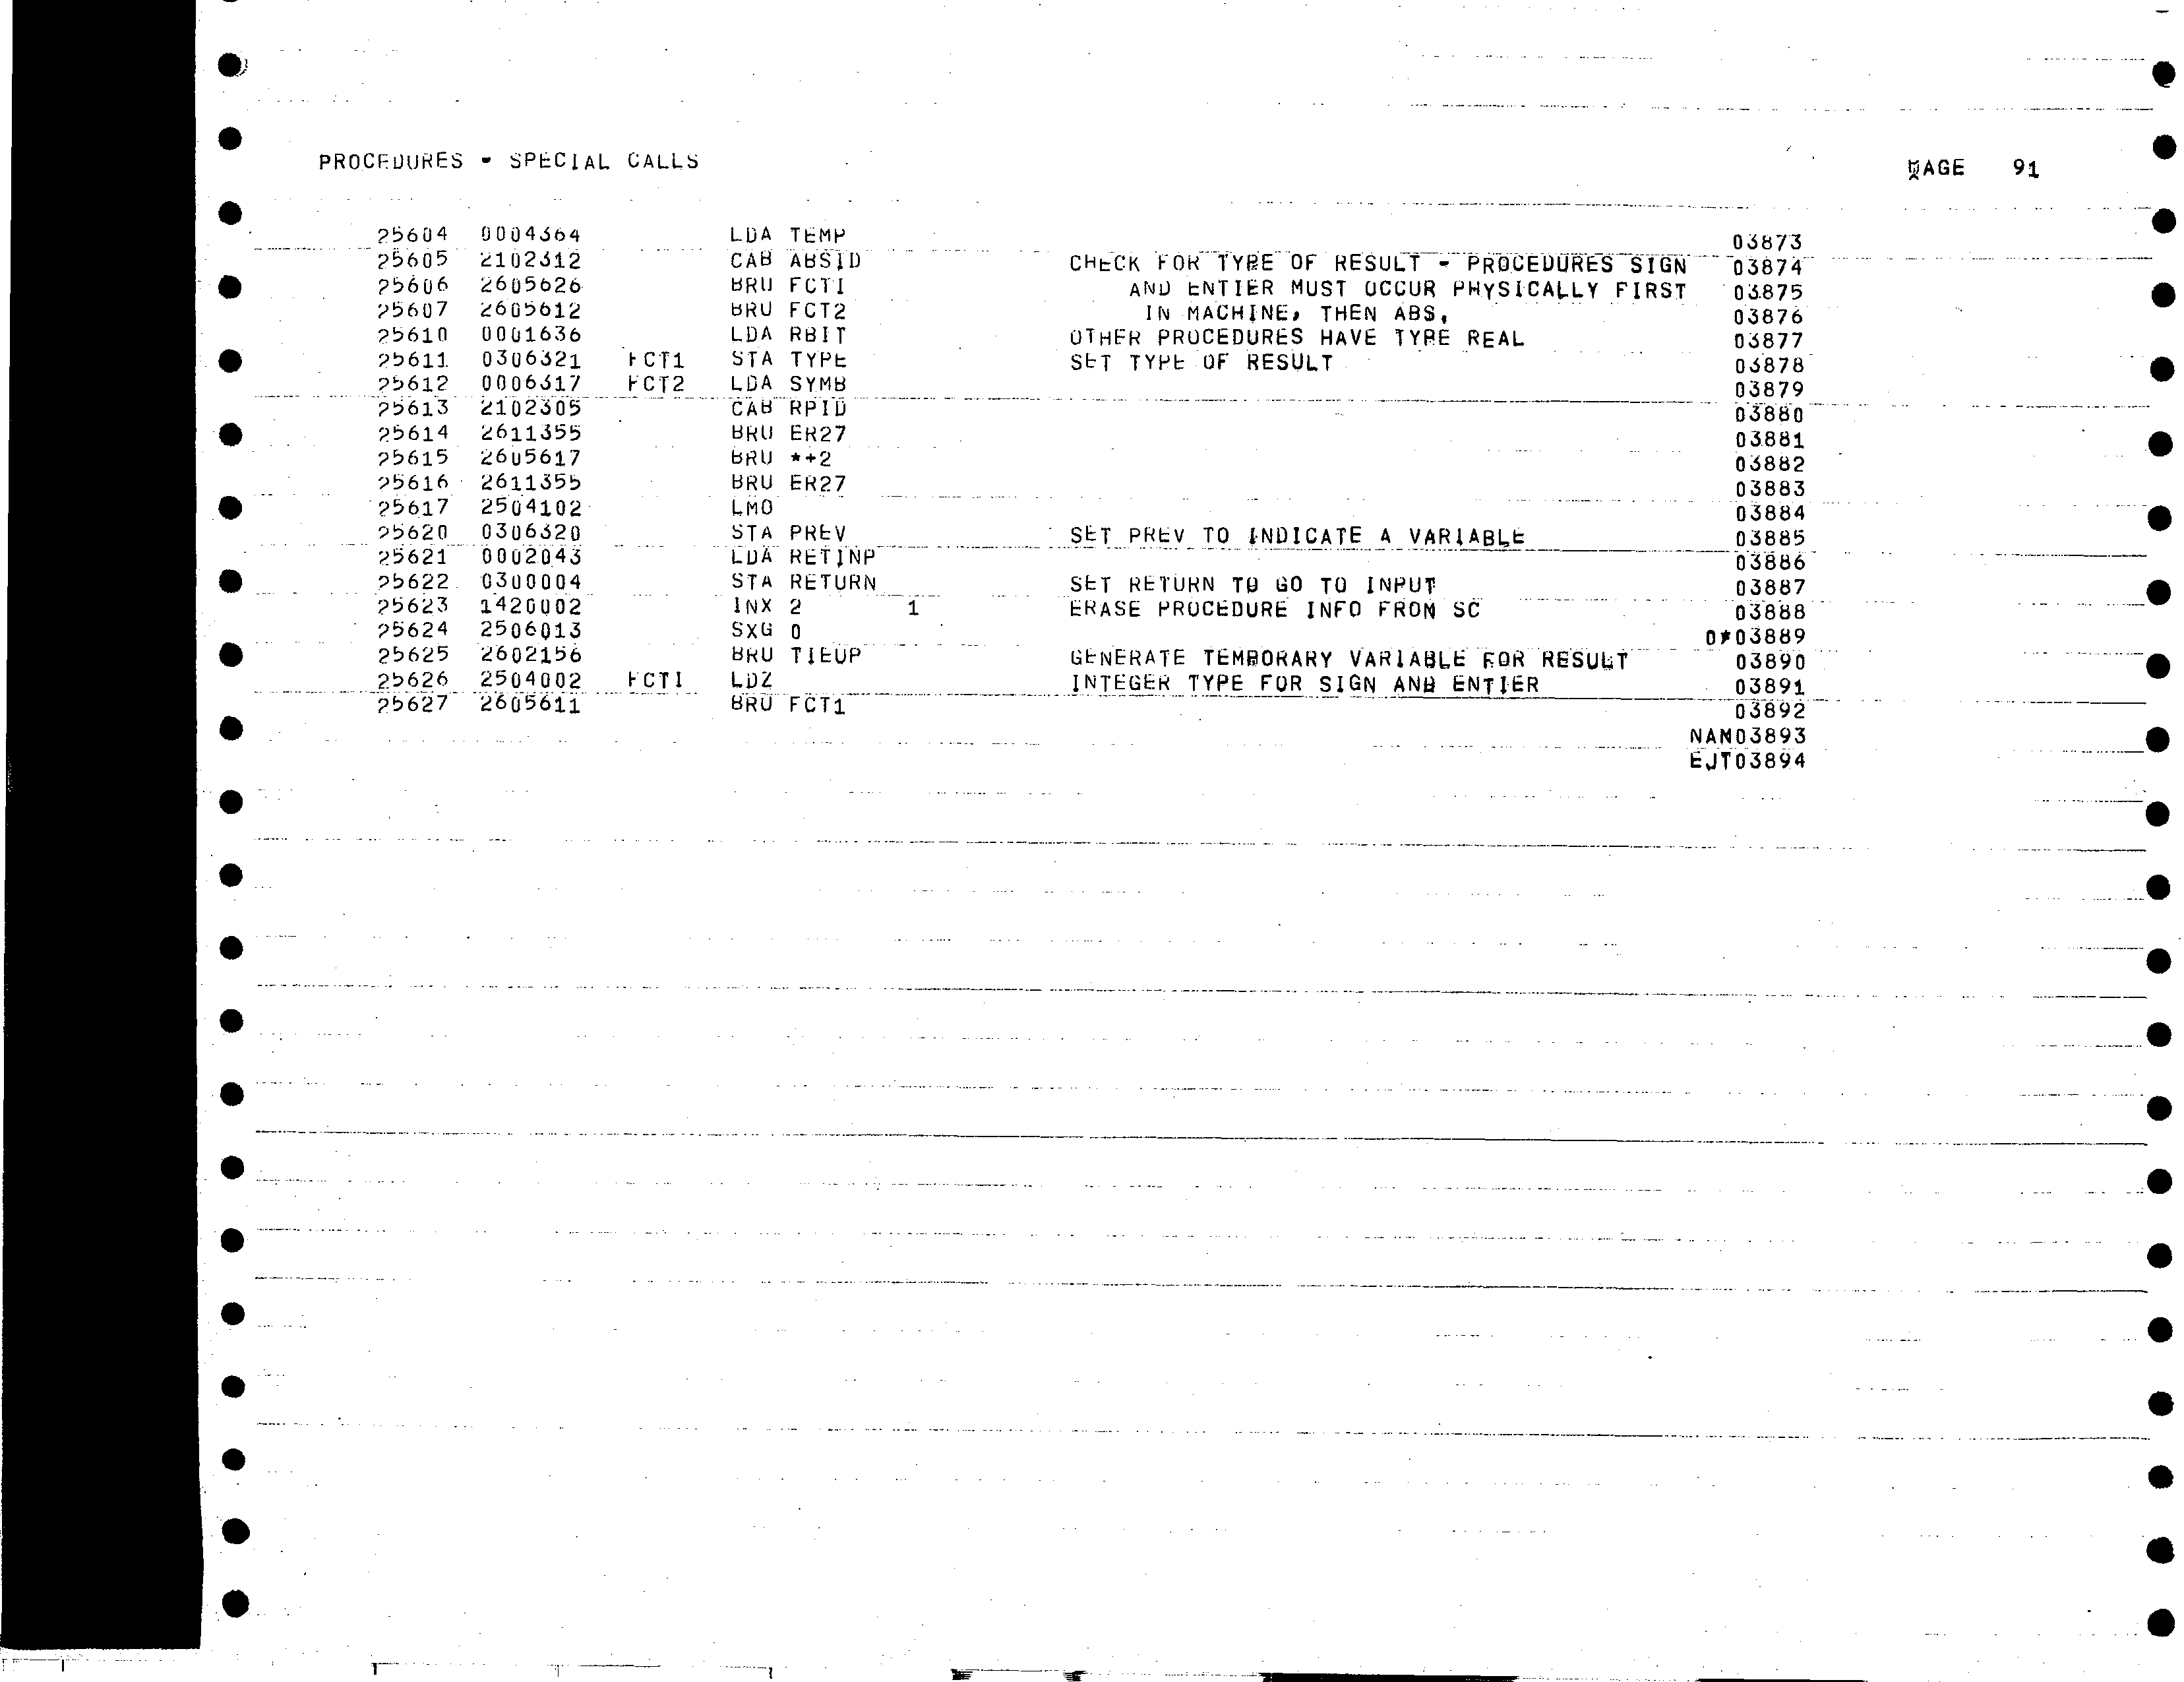 PROCEDURES - SPECIAL CALLS PAGE 91
25604 0004364 LDA TEMP 03873
25605 2102312 CAB ABSID CHECK FOR TYPE OF RESULT - PROCEDURES SIGN 03874
25606 2605626 BRU FCTI AND ENTIER MUST OCCUR PHYSICALLY FIRST 03875
25607 2605612 BRU FCT2 IN MACHINE, THEN ABS. 03876
25610 0001636 LDA RBIT OTHER PROCEDURES HAVE TYPE REAL 03877
25611 0306321 FCT1 STA TYPE SET TYPE OF RESULT 03878
25612 0006317 FCT2 LDA SYMB 03879
25613 2102305 CAB RPID 03880
25614 2611355 BRU ER27 03881
25615 2605617 BRU *+2 03882
25616 2611355 BRU ER27 03883
25617 2504102 LMO 03884
25620 0306320 STA PREV SET PREV TO INDICATE A VARIABLE 03885
25621 0002043 LDA RETINP 03886
25622 0300004 STA RETURN SET RETURN TO GO TO INPUT 03887
25623 1420002 INX 2 1 ERASE PROCEDURE INFO FROM SC 03888
25624 2506013 SXG 0 0*03889
25625 2602156 BRU TIEUP GENERATE TEMPORARY VARIABLE FOR RESULT 03890
25626 2504002 FCTI LDZ INTEGER TYPE FOR SIGN AND ENTIER 03891
25627 2605611 BRU FCT1 03892
NAM03893
EJT03894